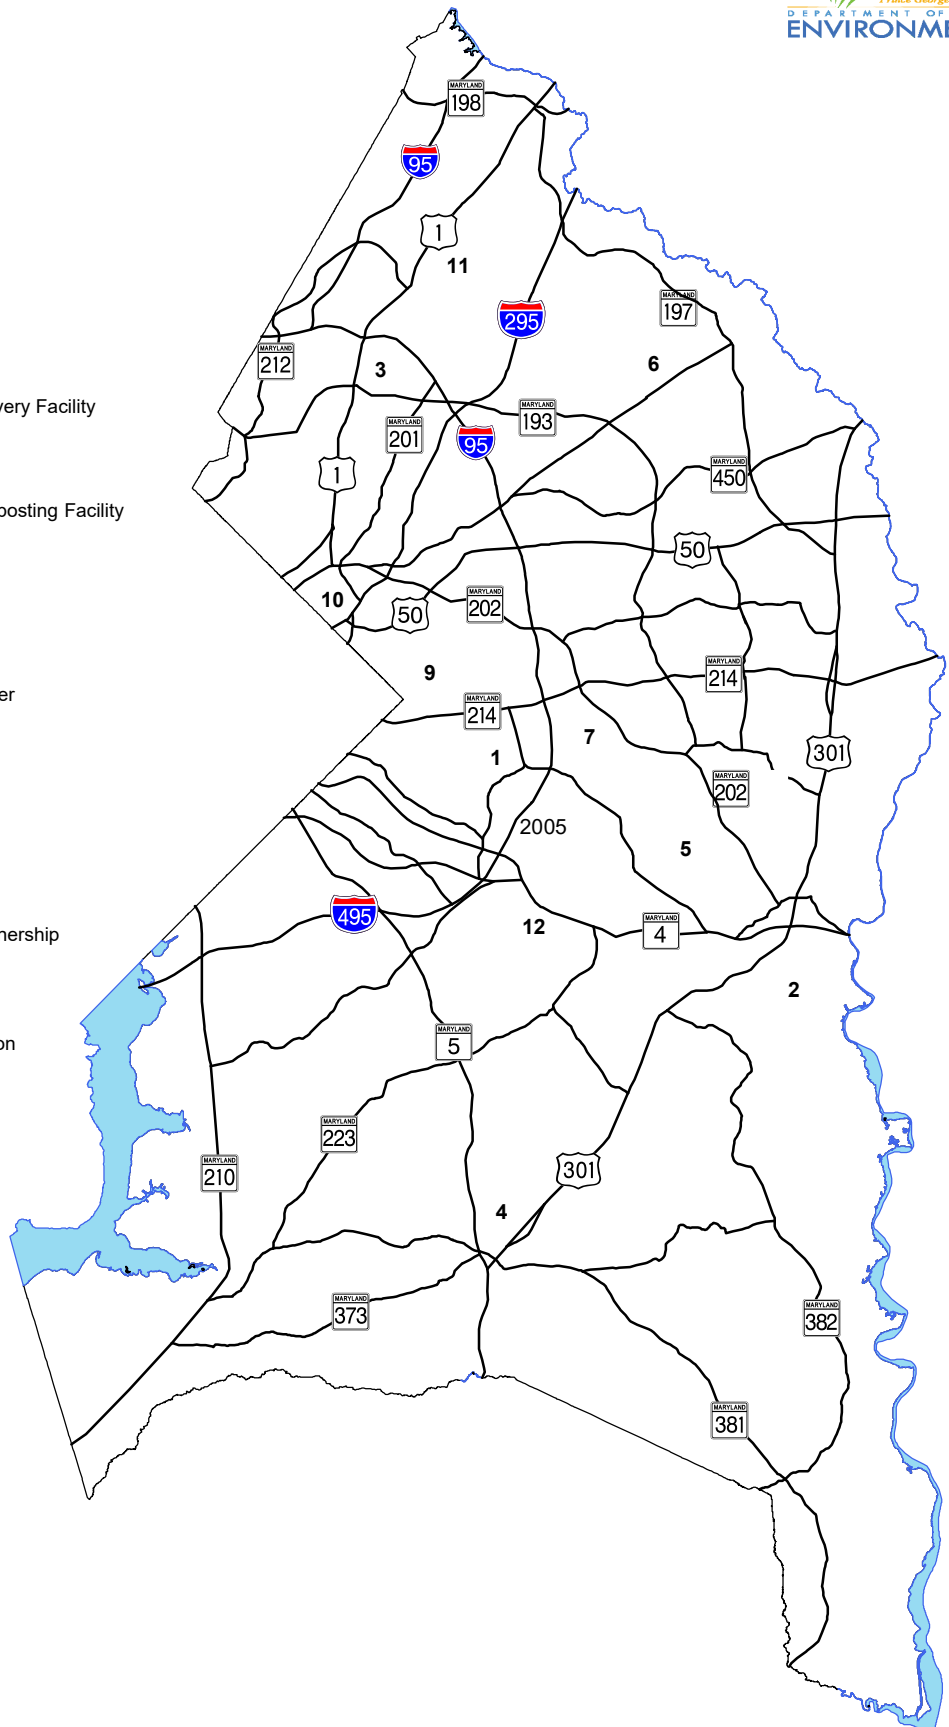 Prince George
DEPARTMENT OF
ENVIRONME
MARYLAND
198
95
1
11
295
MARYLAND
197
MARYLAND
212
3
6
very Facility
MARYLAND
193
MARYLAND
201
95
1
MARYLAND
450
posting Facility
50
10
50
MARYLAND
202
9
MARYLAND
214
er
MARYLAND
214
7
1
301
MARYLAND
202
2005
5
495
12
MARYLAND
4
nership
2
on
MARYLAND
5
MARYLAND
223
MARYLAND
210
301
4
MARYLAND
373
MARYLAND
382
MARYLAND
381